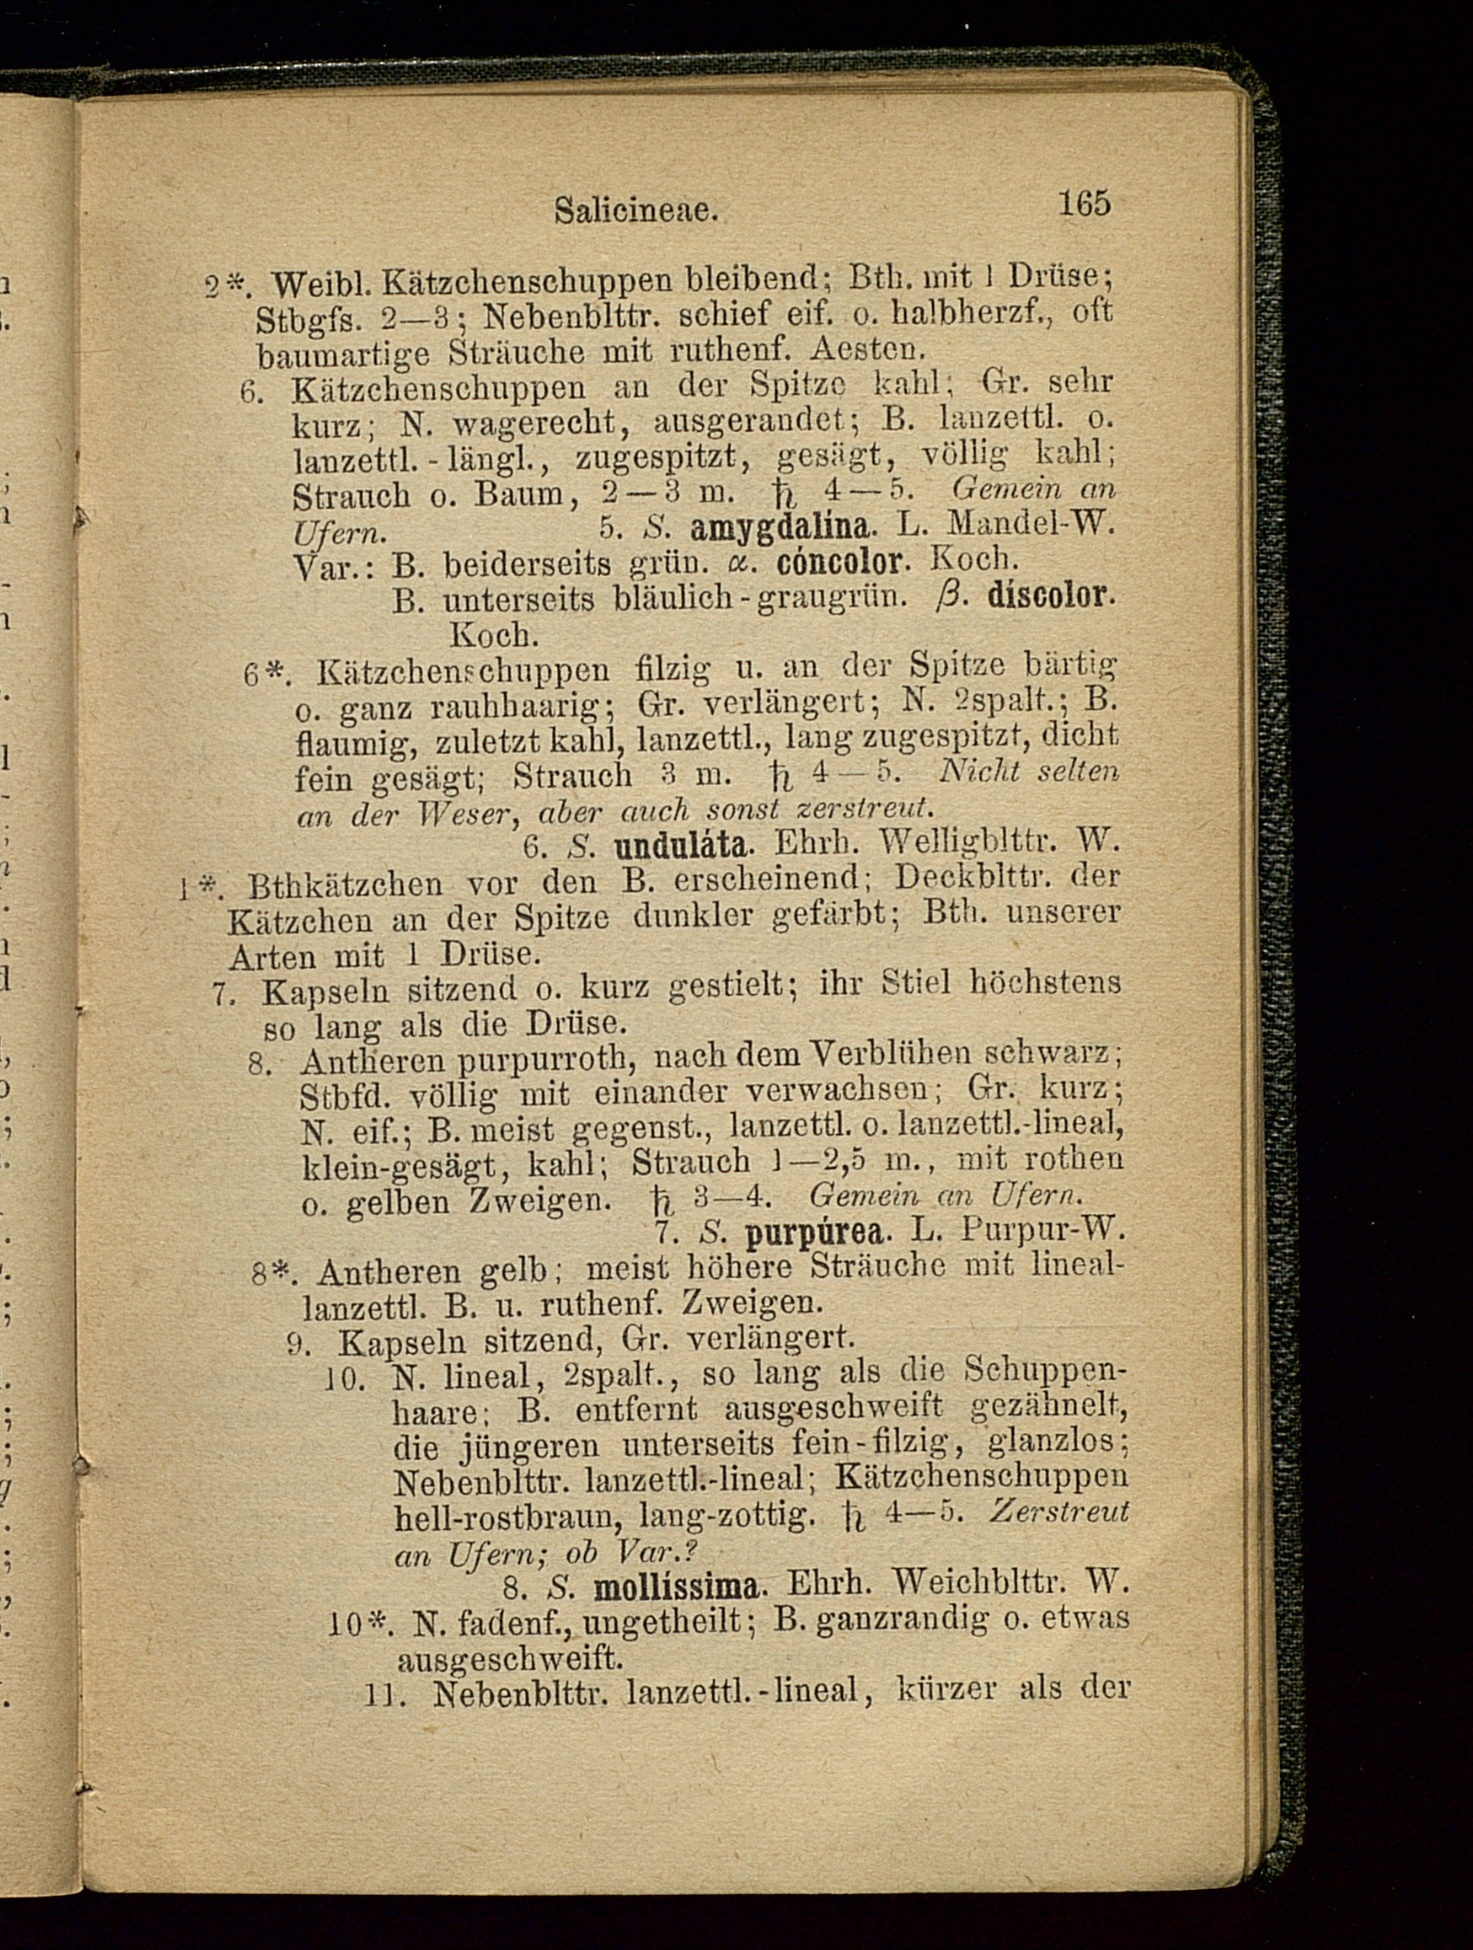 Salicineae. 165
2*. Weibl. Kätzchenschuppen bleibend; Bth. mit 1 Drüse;
Stbgfs. 2—3; Nebenblttr. schief eif. o. halbherzf., oft
baumartige Sträuche mit ruthenf. Aesten.
6. Kätzchenschuppen an der Spitze kahl; Gr. sehr
kurz; N. wagerecht, ausgerandet; B. lanzettl. o.
lanzettl.-längl., zugespitzt, gesägt, völlig kahl;
Strauch o. Baum, 2—3 m. ♄ 4—5. Gemein an
Ufern. 5. S. amygdalína. L. Mandel-W.
Var.: B. beiderseits grün. α. cóncolor. Koch.
B. unterseits bläulich-graugrün. β. díscolor.
Koch.
6*. Kätzchenschuppen filzig u. an der Spitze bärtig
o. ganz rauhhaarig; Gr. verlängert; N. 2spalt.; B.
flaumig, zuletzt kahl, lanzettl., lang zugespitzt, dicht
fein gesägt; Strauch 3 m. ♄ 4—5. Nicht selten
an der Weser, aber auch sonst zerstreut.
6. S. unduláta. Ehrh. Welligblttr. W.
1*. Bthkätzchen vor den B. erscheinend; Deckblttr. der
Kätzchen an der Spitze dunkler gefärbt; Bth. unserer
Arten mit 1 Drüse.
7. Kapseln sitzend o. kurz gestielt; ihr Stiel höchstens
so lang als die Drüse.
8. Antheren purpurroth, nach dem Verblühen schwarz;
Stbfd. völlig mit einander verwachsen; Gr. kurz;
N. eif.; B. meist gegenst., lanzettl. o. lanzettl.-lineal,
klein-gesägt, kahl; Strauch 1—2,5 m., mit rothen
o. gelben Zweigen. ♄ 3—4. Gemein an Ufern.
7. S. purpúrea. L. Purpur-W.
8*. Antheren gelb; meist höhere Sträuche mit lineal-
lanzettl. B. u. ruthenf. Zweigen.
9. Kapseln sitzend, Gr. verlängert.
10. N. lineal, 2spalt., so lang als die Schuppen-
haare; B. entfernt ausgeschweift gezähnelt,
die jüngeren unterseits fein-filzig, glanzlos;
Nebenblttr. lanzettl.-lineal; Kätzchenschuppen
hell-rostbraun, lang-zottig. ♄ 4—5. Zerstreut
an Ufern; ob Var.?
8. S. mollíssima. Ehrh. Weichblttr. W.
10*. N. fadenf., ungetheilt; B. ganzrandig o. etwas
ausgeschweift.
11. Nebenblttr. lanzettl.-lineal, kürzer als der